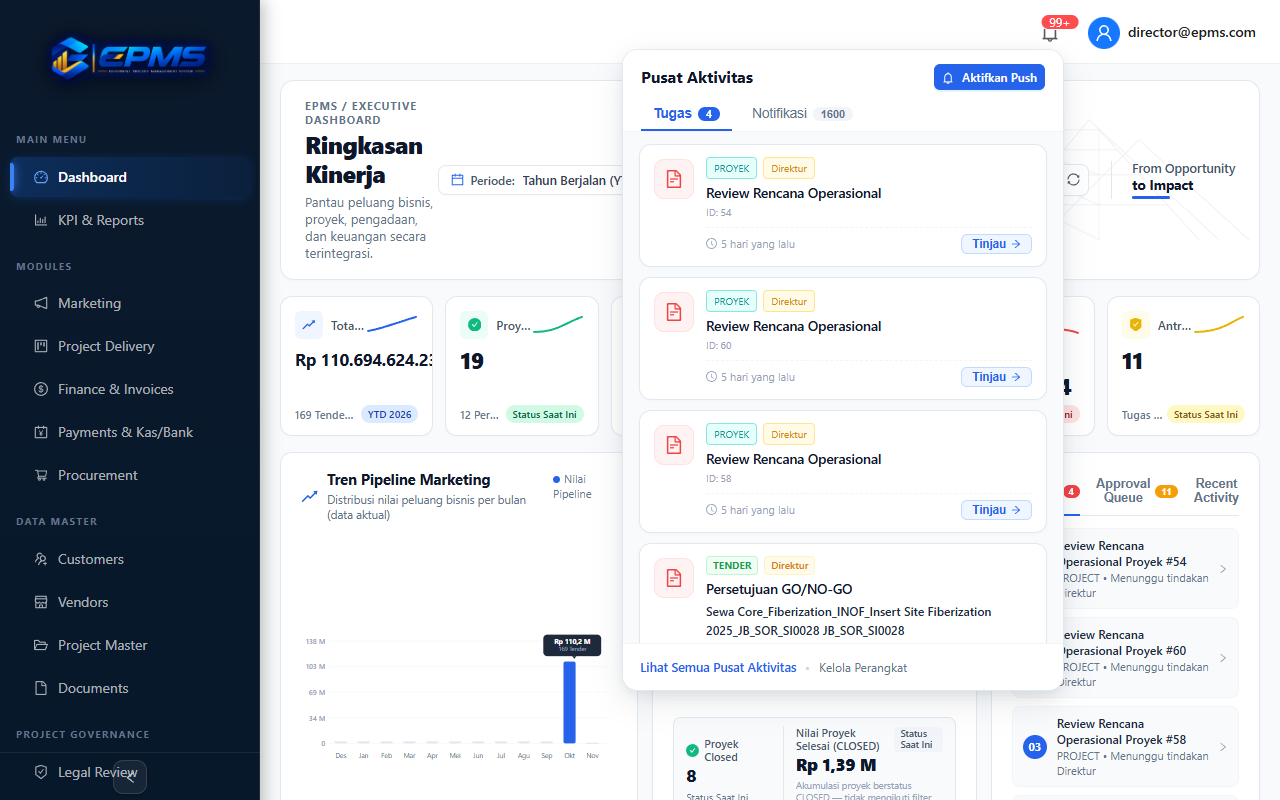 EPMS
MAIN MENU
Dashboard
KPI & Reports
MODULES
Marketing
Project Delivery
Finance & Invoices
Payments & Kas/Bank
Procurement
DATA MASTER
Customers
Vendors
Project Master
Documents
PROJECT GOVERNANCE
Legal Review
99+
director@epms.com
EPMS / EXECUTIVE
DASHBOARD
Ringkasan
Kinerja
Pantau peluang bisnis,
proyek, pengadaan,
dan keuangan secara
terintegrasi.
Periode: Tahun Berjalan (Y
From Opportunity
to Impact
Tota...
Rp 110.694.624.23
169 Tende... YTD 2026
Proy...
19
12 Per... Status Saat Ini
Antr...
11
Tugas ... Status Saat Ini
Pusat Aktivitas
Aktifkan Push
Tugas 4
Notifikasi 1600
PROYEK Direktur
Review Rencana Operasional
ID: 54
5 hari yang lalu
Tinjau
PROYEK Direktur
Review Rencana Operasional
ID: 60
5 hari yang lalu
Tinjau
PROYEK Direktur
Review Rencana Operasional
ID: 58
5 hari yang lalu
Tinjau
TENDER Direktur
Persetujuan GO/NO-GO
Sewa Core_Fiberization_INOF_Insert Site Fiberization
2025_JB_SOR_SI0028 JB_SOR_SI0028
Lihat Semua Pusat Aktivitas • Kelola Perangkat
Tren Pipeline Marketing
Distribusi nilai peluang bisnis per bulan
(data aktual)
Nilai
Pipeline
138 M
103 M
69 M
34 M
0
Rp 110,2 M
169 Tender
Des Jan Feb Mar Apr Mei Jun Jul Agu Sep Okt Nov
Proyek
Closed
8
Status Saat Ini
Nilai Proyek
Selesai (CLOSED)
Status
Saat Ini
Rp 1,39 M
Akumulasi proyek berstatus
CLOSED — tidak mengikuti filter
4
Approval
Queue 11
Recent
Activity
Review Rencana
Operasional Proyek #54
PROJECT • Menunggu tindakan
Direktur
Review Rencana
Operasional Proyek #60
PROJECT • Menunggu tindakan
Direktur
03
Review Rencana
Operasional Proyek #58
PROJECT • Menunggu tindakan
Direktur